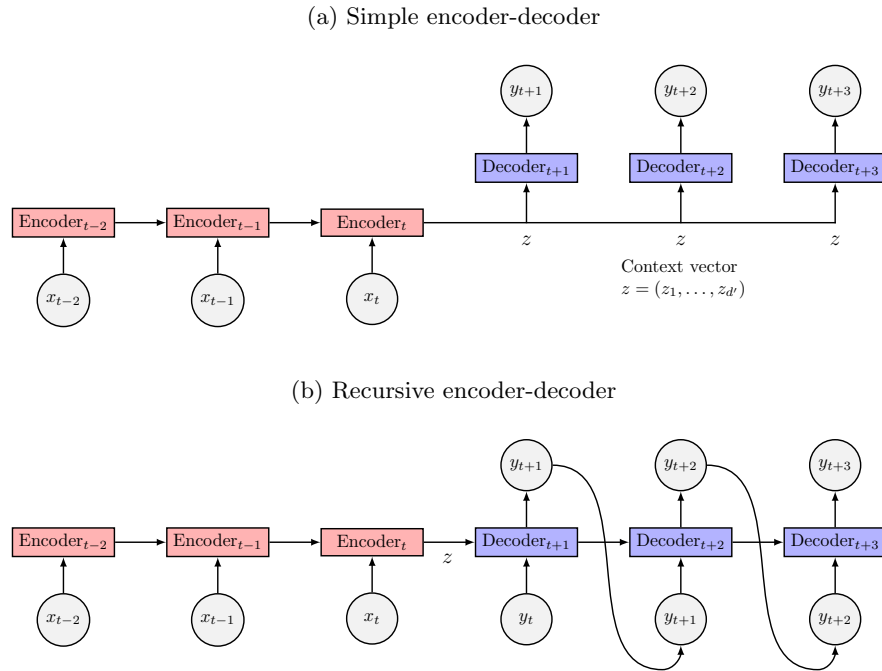 (a) Simple encoder-decoder
y_{t+1} y_{t+2} y_{t+3}
Decoder_{t+1} Decoder_{t+2} Decoder_{t+3}
Encoder_{t−2} Encoder_{t−1} Encoder_t
z z z
Context vector
z = (z_1, . . . , z_{d′})
x_{t−2} x_{t−1} x_t
(b) Recursive encoder-decoder
y_{t+1} y_{t+2} y_{t+3}
Encoder_{t−2} Encoder_{t−1} Encoder_t z Decoder_{t+1} Decoder_{t+2} Decoder_{t+3}
x_{t−2} x_{t−1} x_t y_t y_{t+1} y_{t+2}